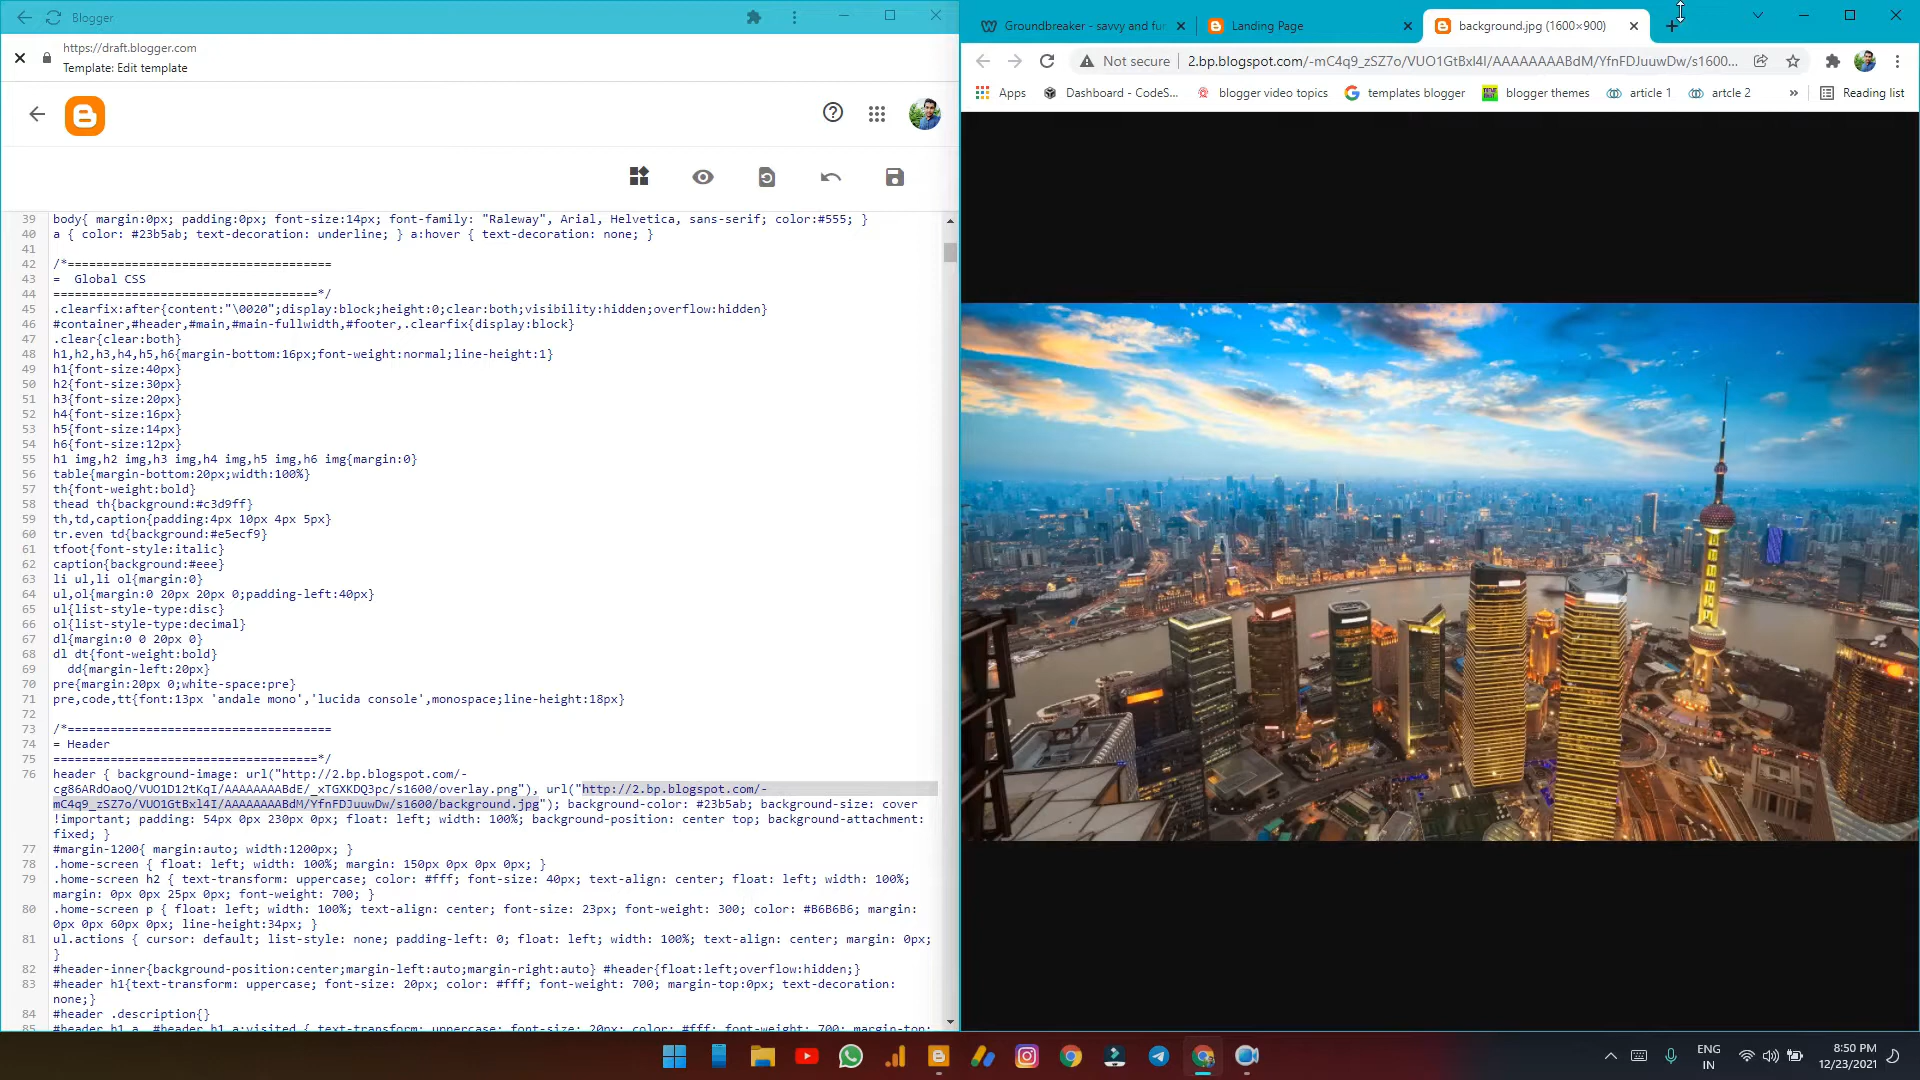 Blogger
https://draft.blogger.com
Template: Edit template
39 body{ margin:0px; padding:0px; font-size:14px; font-family: "Raleway", Arial, Helvetica, sans-serif; color:#555; }
40 a { color: #23b5ab; text-decoration: underline; } a:hover { text-decoration: none; }
41
42 /*=====================================
43 =  Global CSS
44 =====================================*/
45 .clearfix:after{content:"\0020";display:block;height:0;clear:both;visibility:hidden;overflow:hidden}
46 #container,#header,#main,#main-fullwidth,#footer,.clearfix{display:block}
47 .clear{clear:both}
48 h1,h2,h3,h4,h5,h6{margin-bottom:16px;font-weight:normal;line-height:1}
49 h1{font-size:40px}
50 h2{font-size:30px}
51 h3{font-size:20px}
52 h4{font-size:16px}
53 h5{font-size:14px}
54 h6{font-size:12px}
55 h1 img,h2 img,h3 img,h4 img,h5 img,h6 img{margin:0}
56 table{margin-bottom:20px;width:100%}
57 th{font-weight:bold}
58 thead th{background:#c3d9ff}
59 th,td,caption{padding:4px 10px 4px 5px}
60 tr.even td{background:#e5ecf9}
61 tfoot{font-style:italic}
62 caption{background:#eee}
63 li ul,li ol{margin:0}
64 ul,ol{margin:0 20px 20px 0;padding-left:40px}
65 ul{list-style-type:disc}
66 ol{list-style-type:decimal}
67 dl{margin:0 0 20px 0}
68 dl dt{font-weight:bold}
69 dd{margin-left:20px}
70 pre{margin:20px 0;white-space:pre}
71 pre,code,tt{font:13px 'andale mono','lucida console',monospace;line-height:18px}
72
73 /*=====================================
74 = Header
75 =====================================*/
76 header { background-image: url("http://2.bp.blogspot.com/-
cg86ARdOaoQ/VUO1D12tKqI/AAAAAAAABdE/_xTGXKDQ3pc/s1600/overlay.png"), url("http://2.bp.blogspot.com/-
mC4q9_zSZ7o/VUO1GtBxl4I/AAAAAAAABdM/YfnFDJuuwDw/s1600/background.jpg"); background-color: #23b5ab; background-size: cover
!important; padding: 54px 0px 230px 0px; float: left; width: 100%; background-position: center top; background-attachment:
fixed; }
77 #margin-1200{ margin:auto; width:1200px; }
78 .home-screen { float: left; width: 100%; margin: 150px 0px 0px 0px; }
79 .home-screen h2 { text-transform: uppercase; color: #fff; font-size: 40px; text-align: center; float: left; width: 100%;
margin: 0px 0px 25px 0px; font-weight: 700; }
80 .home-screen p { float: left; width: 100%; text-align: center; font-size: 23px; font-weight: 300; color: #B6B6B6; margin:
0px 0px 60px 0px; line-height:34px; }
81 ul.actions { cursor: default; list-style: none; padding-left: 0; float: left; width: 100%; text-align: center; margin: 0px;
}
82 #header-inner{background-position:center;margin-left:auto;margin-right:auto} #header{float:left;overflow:hidden;}
83 #header h1{text-transform: uppercase; font-size: 20px; color: #fff; font-weight: 700; margin-top:0px; text-decoration:
none;}
84 #header .description{}
85 #header h1 a, #header h1 a:visited { text-transform: uppercase; font-size: 20px; color: #fff; font-weight: 700; margin-top:
Groundbreaker - savvy and fu
Landing Page
background.jpg (1600×900)
Not secure
2.bp.blogspot.com/-mC4q9_zSZ7o/VUO1GtBxl4I/AAAAAAAABdM/YfnFDJuuwDw/s1600...
Apps
Dashboard - CodeS...
blogger video topics
templates blogger
blogger themes
article 1
artcle 2
»
Reading list
ENG
IN
8:50 PM
12/23/2021